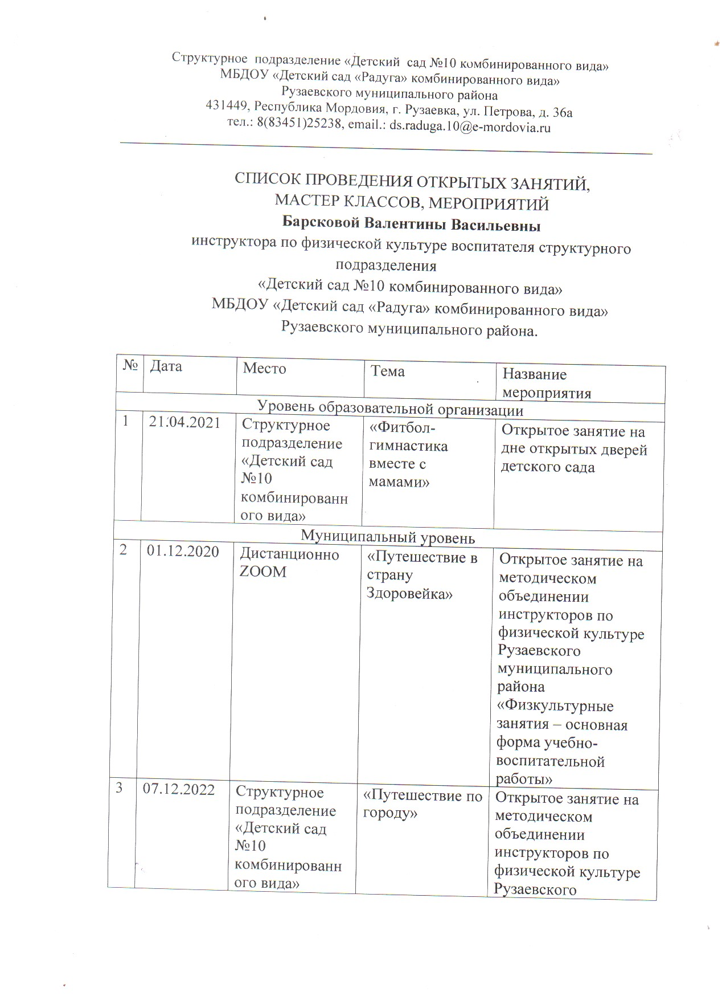 Структурное  подразделение «Детский  сад №10 комбинированного вида»
МБДОУ «Детский сад «Радуга» комбинированного вида»
Рузаевского муниципального района
431449, Республика Мордовия, г. Рузаевка, ул. Петрова, д. 36а
тел.: 8(83451)25238, email.: ds.raduga.10@e-mordovia.ru
СПИСОК ПРОВЕДЕНИЯ ОТКРЫТЫХ ЗАНЯТИЙ,
МАСТЕР КЛАССОВ, МЕРОПРИЯТИЙ
Барсковой Валентины Васильевны
инструктора по физической культуре воспитателя структурного
подразделения
«Детский сад №10 комбинированного вида»
МБДОУ «Детский сад «Радуга» комбинированного вида»
Рузаевского муниципального района.
№
Дата
Место
Тема
Название
мероприятия
Уровень образовательной организации
1
21.04.2021
Структурное
подразделение
«Детский сад
№10
комбинированн
ого вида»
«Фитбол-
гимнастика
вместе с
мамами»
Открытое занятие на
дне открытых дверей
детского сада
Муниципальный уровень
2
01.12.2020
Дистанционно
ZOOM
«Путешествие в
страну
Здоровейка»
Открытое занятие на
методическом
объединении
инструкторов по
физической культуре
Рузаевского
муниципального
района
«Физкультурные
занятия – основная
форма учебно-
воспитательной
работы»
3
07.12.2022
Структурное
подразделение
«Детский сад
№10
комбинированн
ого вида»
«Путешествие по
городу»
Открытое занятие на
методическом
объединении
инструкторов по
физической культуре
Рузаевского